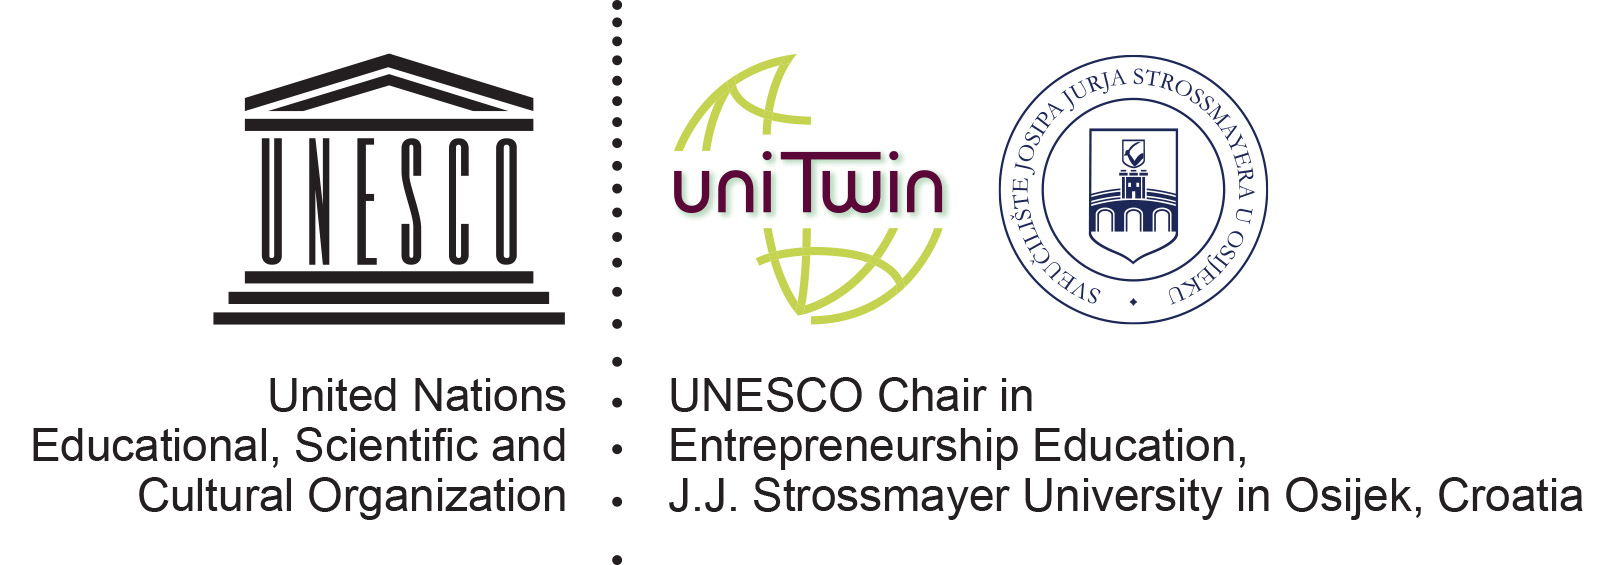 UNESCO
United Nations
Educational, Scientific and
Cultural Organization
uniTwin
SVEUČILIŠTE JOSIPA JURJA STROSSMAYERA U OSIJEKU
UNESCO Chair in
Entrepreneurship Education,
J.J. Strossmayer University in Osijek, Croatia